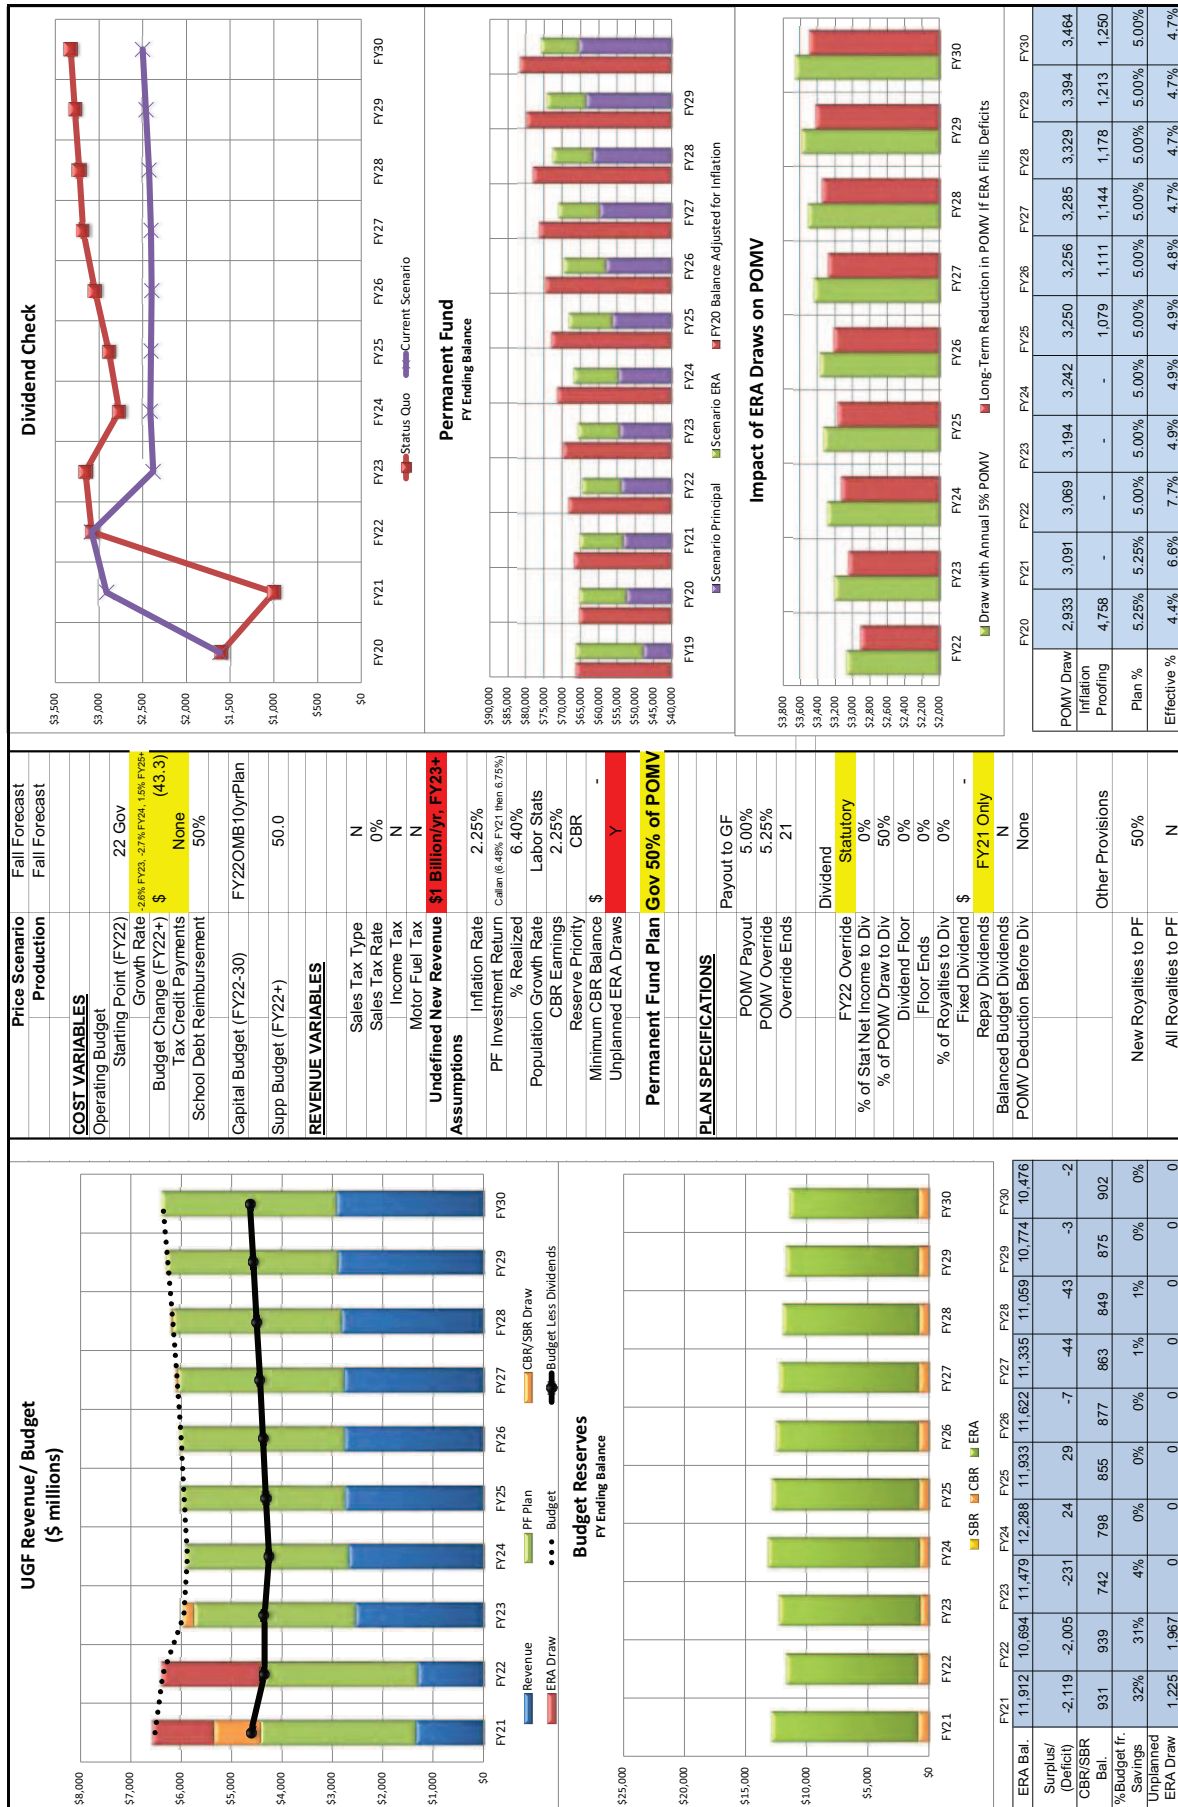 UGF Revenue/ Budget
($ millions)
$8,000
$7,000
$6,000
$5,000
$4,000
$3,000
$2,000
$1,000
$0
FY21 FY22 FY23 FY24 FY25 FY26 FY27 FY28 FY29 FY30
Revenue PF Plan CBR/SBR Draw
ERA Draw Budget Budget Less Dividends
Budget Reserves
FY Ending Balance
$25,000
$20,000
$15,000
$10,000
$5,000
$0
FY21 FY22 FY23 FY24 FY25 FY26 FY27 FY28 FY29 FY30
SBR CBR ERA
FY21 FY22 FY23 FY24 FY25 FY26 FY27 FY28 FY29 FY30
ERA Bal. 11,912 10,694 11,479 12,288 11,933 11,622 11,335 11,059 10,774 10,476
Surplus/
(Deficit) -2,119 -2,005 -231 24 29 -7 -44 -43 -3 -2
CBR/SBR
Bal. 931 939 742 798 855 877 863 849 875 902
%Budget fr.
Savings 32% 31% 4% 0% 0% 0% 1% 1% 0% 0%
Unplanned
ERA Draw 1,225 1,967 0 0 0 0 0 0 0 0
Price Scenario Fall Forecast
Production Fall Forecast
COST VARIABLES
Operating Budget
Starting Point (FY22) 22 Gov
Growth Rate -2.6% FY23, -2.7% FY24, 1.5% FY25+
Budget Change (FY22+) $ (43.3)
Tax Credit Payments None
School Debt Reimbursement 50%
Capital Budget (FY22-30) FY22OMB10yrPlan
Supp Budget (FY22+) 50.0
REVENUE VARIABLES
Sales Tax Type N
Sales Tax Rate 0%
Income Tax N
Motor Fuel Tax N
Undefined New Revenue $1 Billion/yr, FY23+
Assumptions
Inflation Rate 2.25%
PF Investment Return Callan (6.48% FY21 then 6.75%)
% Realized 6.40%
Population Growth Rate Labor Stats
CBR Earnings 2.25%
Reserve Priority CBR
Minimum CBR Balance $ -
Unplanned ERA Draws Y
Permanent Fund Plan Gov 50% of POMV
PLAN SPECIFICATIONS
Payout to GF
POMV Payout 5.00%
POMV Override 5.25%
Override Ends 21
Dividend
FY22 Override Statutory
% of Stat Net Income to Div 0%
% of POMV Draw to Div 50%
Dividend Floor 0%
Floor Ends 0%
% of Royalties to Div 0%
Fixed Dividend $ -
Repay Dividends FY21 Only
Balanced Budget Dividends N
POMV Deduction Before Div None
Other Provisions
New Royalties to PF 50%
All Royalties to PF N
Dividend Check
$3,500
$3,000
$2,500
$2,000
$1,500
$1,000
$500
$0
FY20 FY21 FY22 FY23 FY24 FY25 FY26 FY27 FY28 FY29 FY30
Status Quo Current Scenario
Permanent Fund
FY Ending Balance
$90,000
$85,000
$80,000
$75,000
$70,000
$65,000
$60,000
$55,000
$50,000
$45,000
$40,000
FY19 FY20 FY21 FY22 FY23 FY24 FY25 FY26 FY27 FY28 FY29
Scenario Principal Scenario ERA FY20 Balance Adjusted for Inflation
Impact of ERA Draws on POMV
$3,800
$3,600
$3,400
$3,200
$3,000
$2,800
$2,600
$2,400
$2,200
$2,000
FY22 FY23 FY24 FY25 FY26 FY27 FY28 FY29 FY30
Draw with Annual 5% POMV Long-Term Reduction in POMV If ERA Fills Deficits
FY20 FY21 FY22 FY23 FY24 FY25 FY26 FY27 FY28 FY29 FY30
POMV Draw 2,933 3,091 3,069 3,194 3,242 3,250 3,256 3,285 3,329 3,394 3,464
Inflation
Proofing 4,758 - - - - 1,079 1,111 1,144 1,178 1,213 1,250
Plan % 5.25% 5.25% 5.00% 5.00% 5.00% 5.00% 5.00% 5.00% 5.00% 5.00% 5.00%
Effective % 4.4% 6.6% 7.7% 4.9% 4.9% 4.9% 4.8% 4.7% 4.7% 4.7% 4.7%